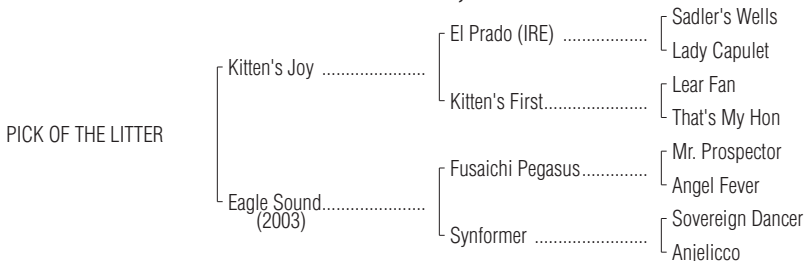 Sadler's Wells
El Prado (IRE) ..................
Lady Capulet
Kitten's Joy ......................
Lear Fan
Kitten's First......................
That's My Hon
PICK OF THE LITTER
Mr. Prospector
Fusaichi Pegasus..............
Angel Fever
Eagle Sound......................
(2003)
Sovereign Dancer
Synformer ........................
Anjelicco